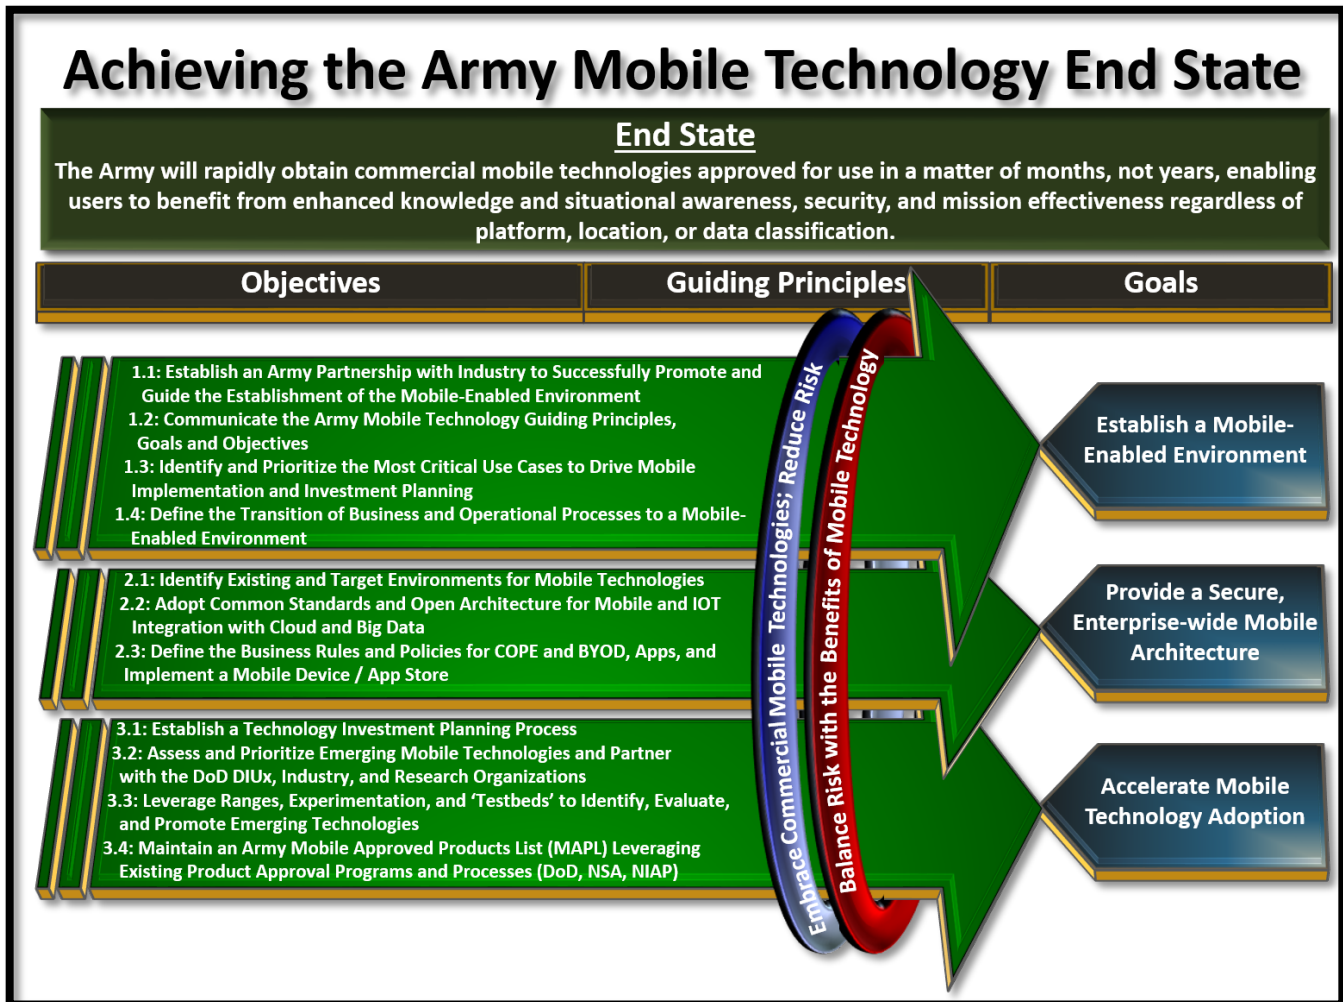 Achieving the Army Mobile Technology End State
End State
The Army will rapidly obtain commercial mobile technologies approved for use in a matter of months, not years, enabling
users to benefit from enhanced knowledge and situational awareness, security, and mission effectiveness regardless of
platform, location, or data classification.
Objectives
Guiding Principles
Goals
1.1: Establish an Army Partnership with Industry to Successfully Promote and
Guide the Establishment of the Mobile-Enabled Environment
1.2: Communicate the Army Mobile Technology Guiding Principles,
Goals and Objectives
1.3: Identify and Prioritize the Most Critical Use Cases to Drive Mobile
Implementation and Investment Planning
1.4: Define the Transition of Business and Operational Processes to a Mobile-
Enabled Environment
2.1: Identify Existing and Target Environments for Mobile Technologies
2.2: Adopt Common Standards and Open Architecture for Mobile and IOT
Integration with Cloud and Big Data
2.3: Define the Business Rules and Policies for COPE and BYOD, Apps, and
Implement a Mobile Device / App Store
3.1: Establish a Technology Investment Planning Process
3.2: Assess and Prioritize Emerging Mobile Technologies and Partner
with the DoD DIUx, Industry, and Research Organizations
3.3: Leverage Ranges, Experimentation, and ‘Testbeds’ to Identify, Evaluate,
and Promote Emerging Technologies
3.4: Maintain an Army Mobile Approved Products List (MAPL) Leveraging
Existing Product Approval Programs and Processes (DoD, NSA, NIAP)
Embrace Commercial Mobile Technologies; Reduce Risk
Balance Risk with the Benefits of Mobile Technology
Establish a Mobile-
Enabled Environment
Provide a Secure,
Enterprise-wide Mobile
Architecture
Accelerate Mobile
Technology Adoption